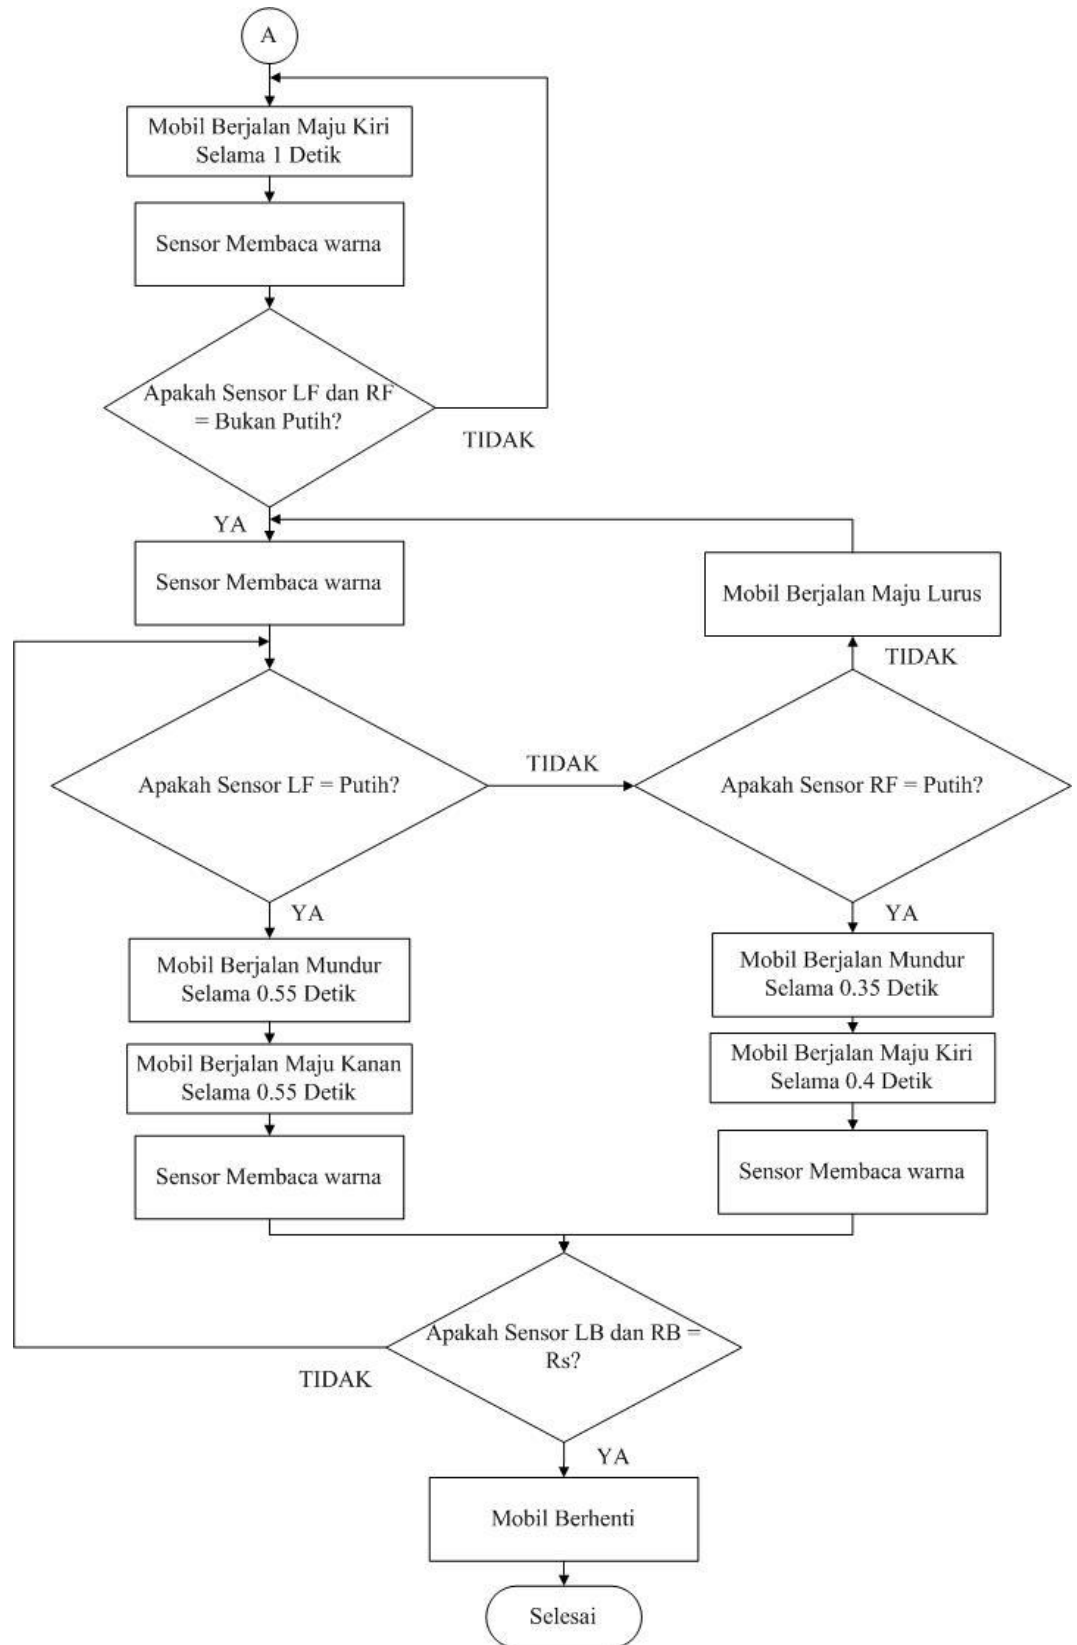 A
Mobil Berjalan Maju Kiri
Selama 1 Detik
Sensor Membaca warna
Apakah Sensor LF dan RF
= Bukan Putih?
TIDAK
YA
Sensor Membaca warna
Mobil Berjalan Maju Lurus
TIDAK
Apakah Sensor LF = Putih?
TIDAK
Apakah Sensor RF = Putih?
YA
YA
Mobil Berjalan Mundur
Selama 0.55 Detik
Mobil Berjalan Mundur
Selama 0.35 Detik
Mobil Berjalan Maju Kanan
Selama 0.55 Detik
Mobil Berjalan Maju Kiri
Selama 0.4 Detik
Sensor Membaca warna
Sensor Membaca warna
Apakah Sensor LB dan RB =
Rs?
TIDAK
YA
Mobil Berhenti
Selesai